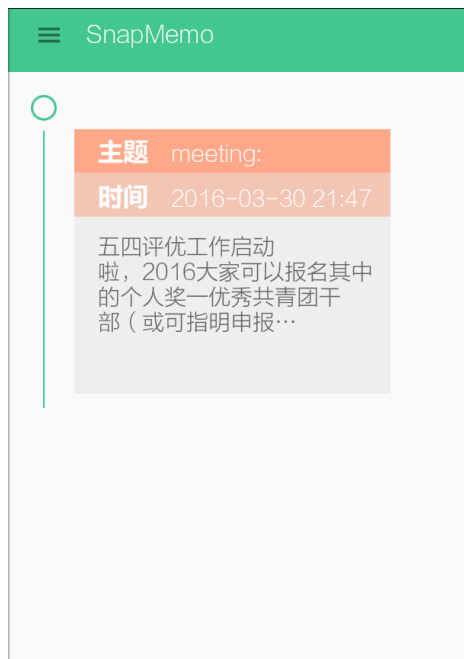 SnapMemo
主题 meeting:
时间 2016-03-30 21:47
五四评优工作启动
啦，2016大家可以报名其中
的个人奖一优秀共青团干
部（或可指明申报…